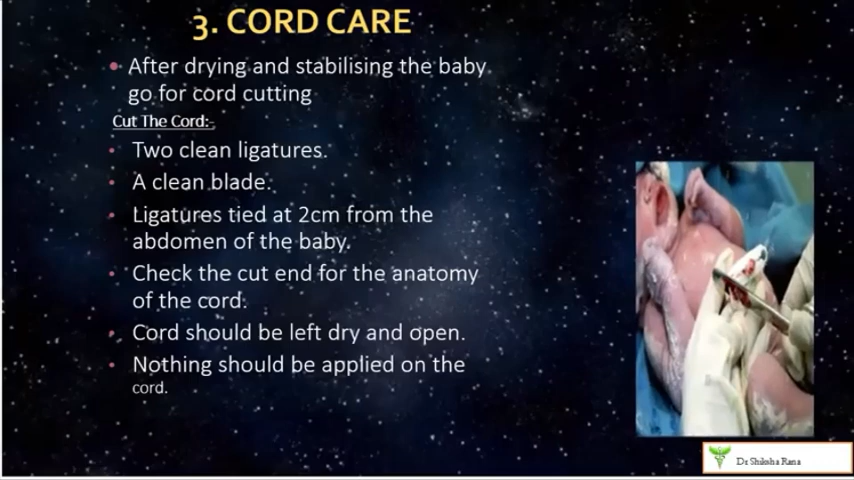 3. CORD CARE
• After drying and stabilising the baby
go for cord cutting
Cut The Cord:-
• Two clean ligatures.
• A clean blade.
• Ligatures tied at 2cm from the
abdomen of the baby.
• Check the cut end for the anatomy
of the cord.
• Cord should be left dry and open.
• Nothing should be applied on the
cord.
Dr Shiksha Rana